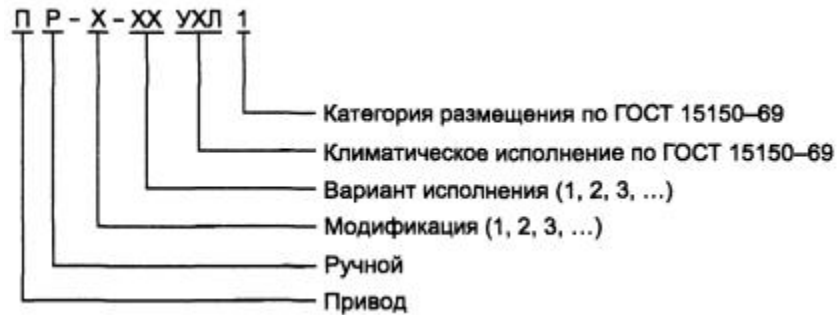 П Р - Х - ХХ УХЛ 1
Категория размещения по ГОСТ 15150–69
Климатическое исполнение по ГОСТ 15150–69
Вариант исполнения (1, 2, 3, ...)
Модификация (1, 2, 3, ...)
Ручной
Привод